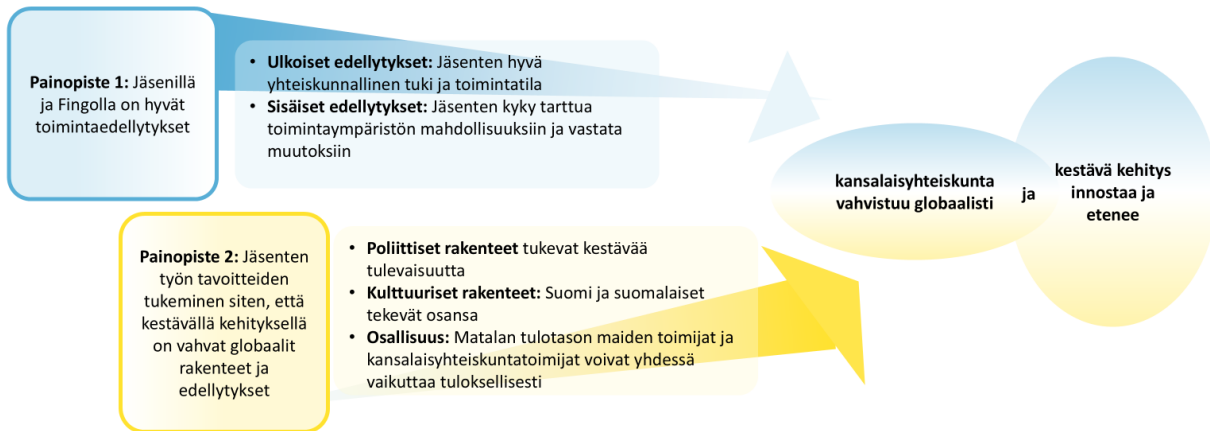 Painopiste 1: Jäsenillä
ja Fingolla on hyvät
toimintaedellytykset
• Ulkoiset edellytykset: Jäsenten hyvä
yhteiskunnallinen tuki ja toimintatila
• Sisäiset edellytykset: Jäsenten kyky tarttua
toimintaympäristön mahdollisuuksiin ja vastata
muutoksiin
Painopiste 2: Jäsenten
työn tavoitteiden
tukeminen siten, että
kestävällä kehityksellä
on vahvat globaalit
rakenteet ja
edellytykset
• Poliittiset rakenteet tukevat kestävää
tulevaisuutta
• Kulttuuriset rakenteet: Suomi ja suomalaiset
tekevät osansa
• Osallisuus: Matalan tulotason maiden toimijat ja
kansalaisyhteiskuntatoimijat voivat yhdessä
vaikuttaa tuloksellisesti
kansalaisyhteiskunta
vahvistuu globaalisti
ja
kestävä kehitys
innostaa ja
etenee